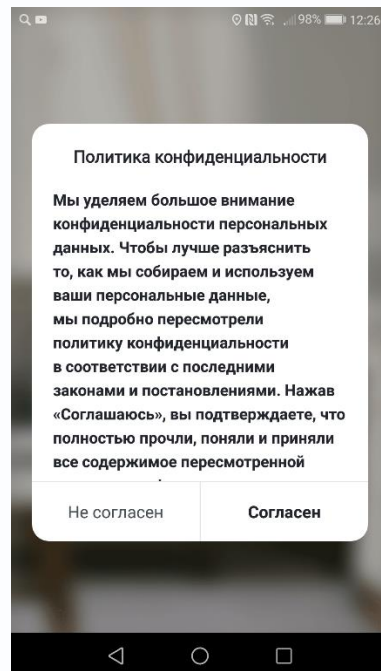 98% 12:26
Политика конфиденциальности
Мы уделяем большое внимание
конфиденциальности персональных
данных. Чтобы лучше разъяснить
то, как мы собираем и используем
ваши персональные данные,
мы подробно пересмотрели
политику конфиденциальности
в соответствии с последними
законами и постановлениями. Нажав
«Соглашаюсь», вы подтверждаете, что
полностью прочли, поняли и приняли
все содержимое пересмотренной
Не согласен Согласен